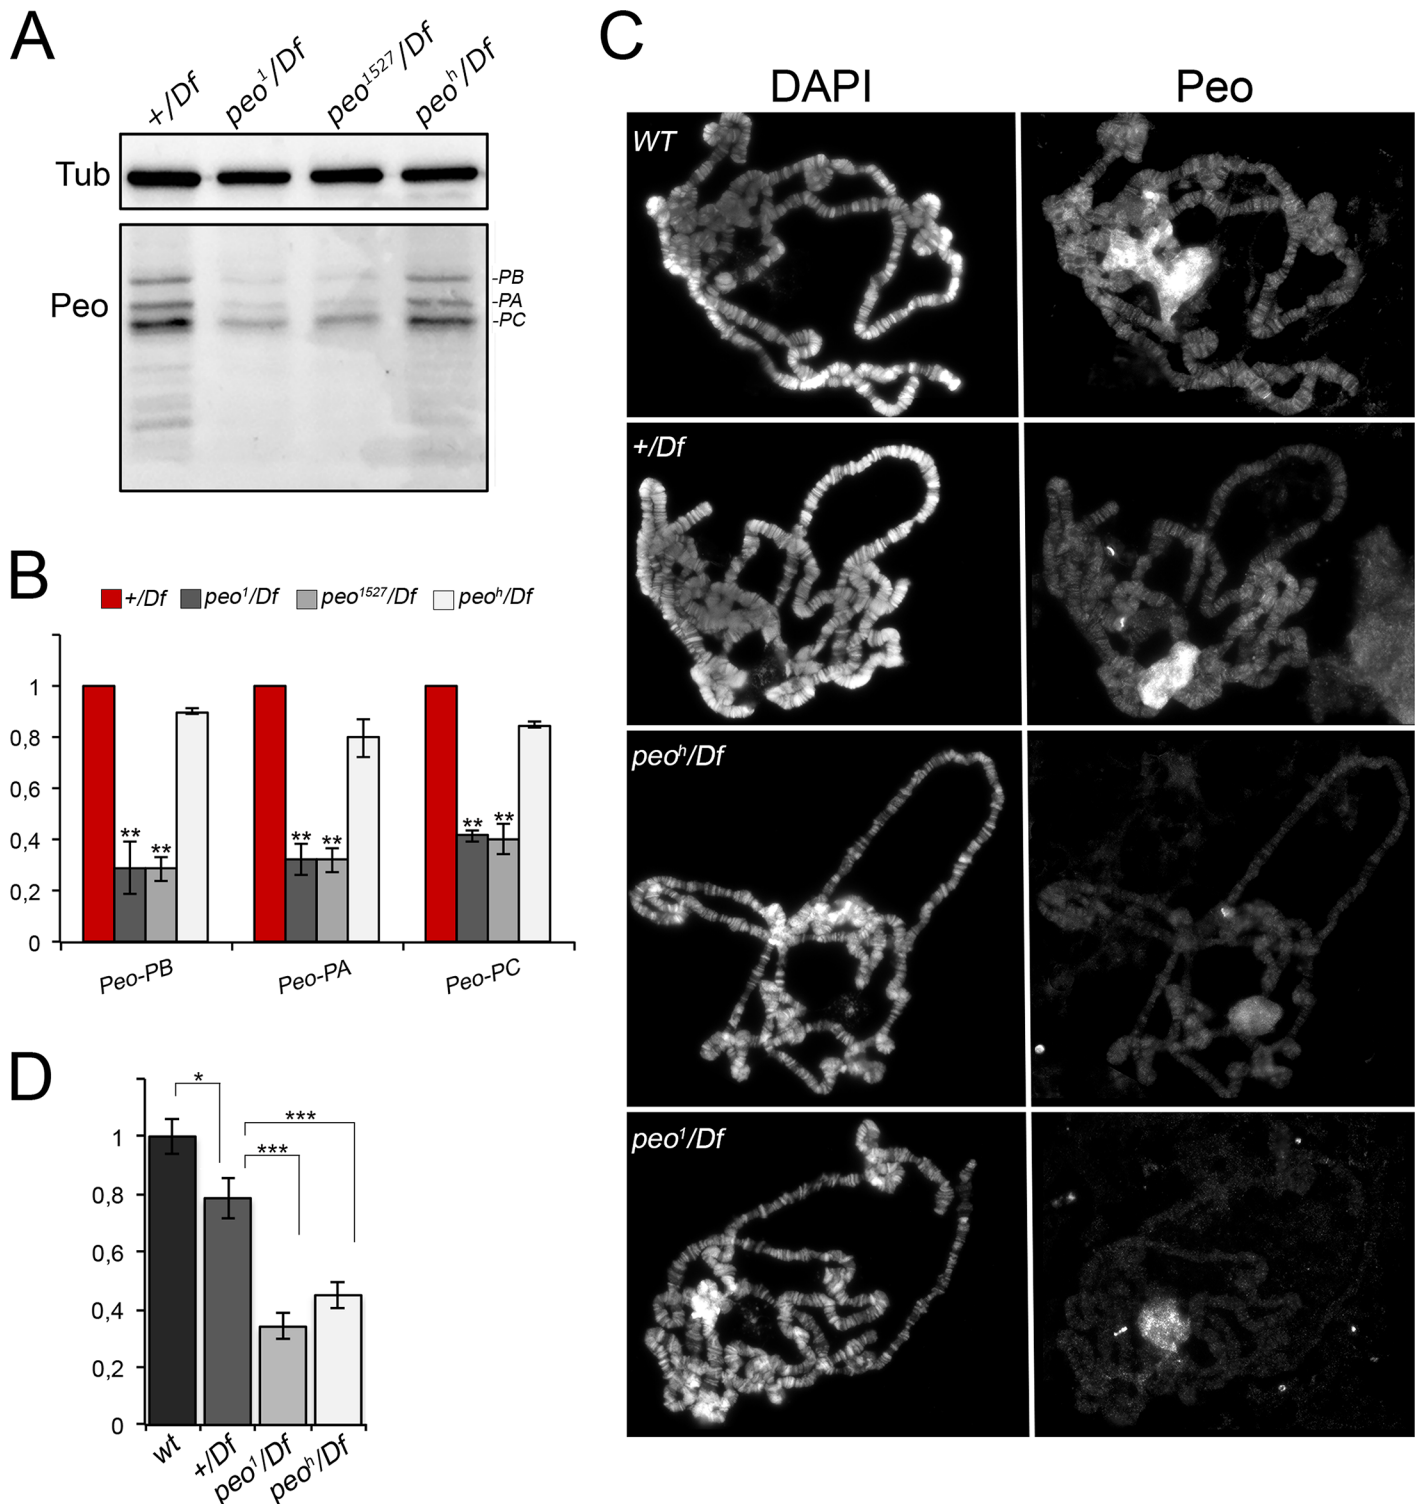 A
+/Df
peo¹/Df
peo¹⁵²⁷/Df
peoʰ/Df
Tub
Peo
-PB
-PA
-PC
B
+/Df
peo¹/Df
peo¹⁵²⁷/Df
peoʰ/Df
1
0,8
0,6
0,4
0,2
0
**
**
**
**
**
**
Peo-PB
Peo-PA
Peo-PC
D
1
0,8
0,6
0,4
0,2
0
*
***
***
wt
+/Df
peo¹/Df
peoʰ/Df
C
DAPI
Peo
WT
+/Df
peoʰ/Df
peo¹/Df